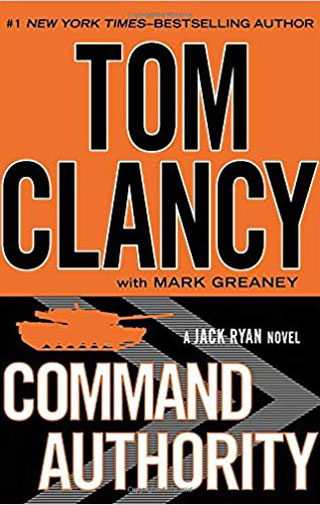 #1 NEW YORK TIMES–BESTSELLING AUTHOR
TOM
CLANCY
with MARK GREANEY
A JACK RYAN NOVEL
COMMAND
AUTHORITY